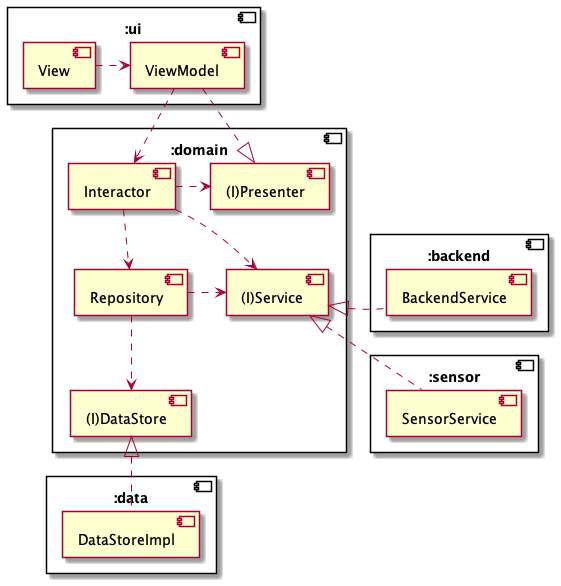 :ui
View
ViewModel
:domain
Interactor
(I)Presenter
Repository
(I)Service
(I)DataStore
:backend
BackendService
:sensor
SensorService
:data
DataStoreImpl